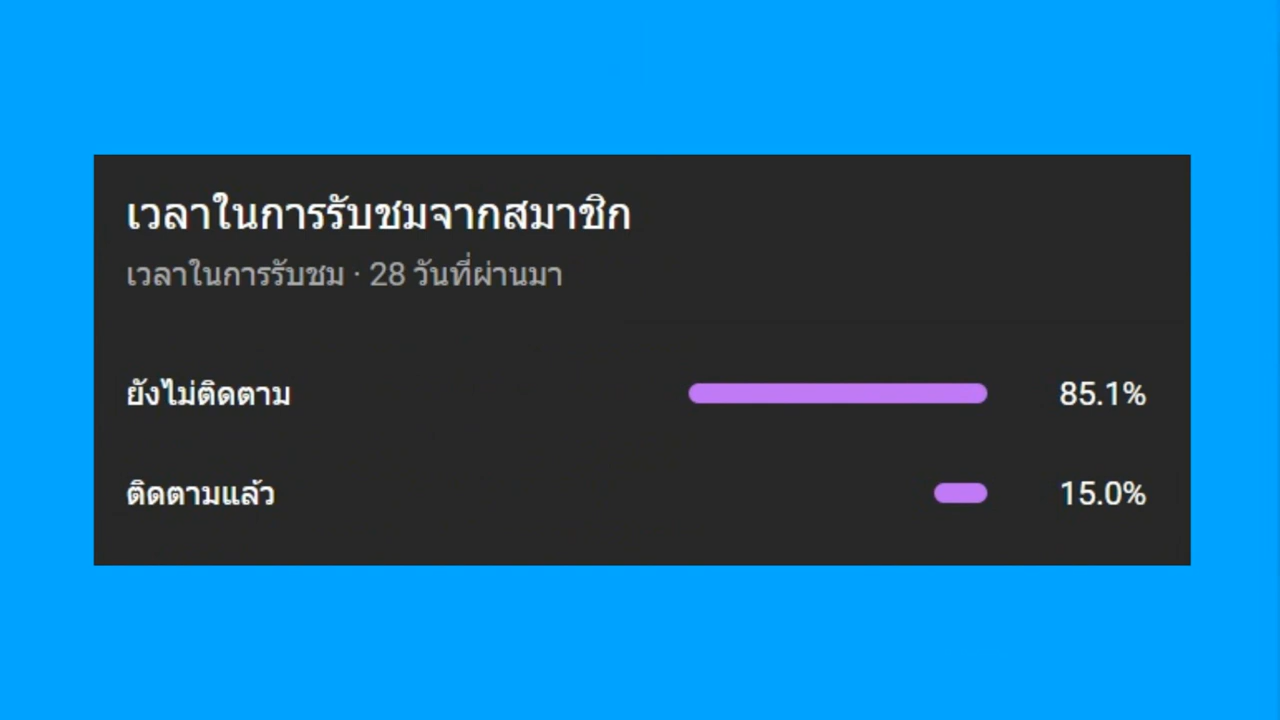 เวลาในการรับชมจากสมาชิก
เวลาในการรับชม · 28 วันที่ผ่านมา
ยังไม่ติดตาม 85.1%
ติดตามแล้ว 15.0%